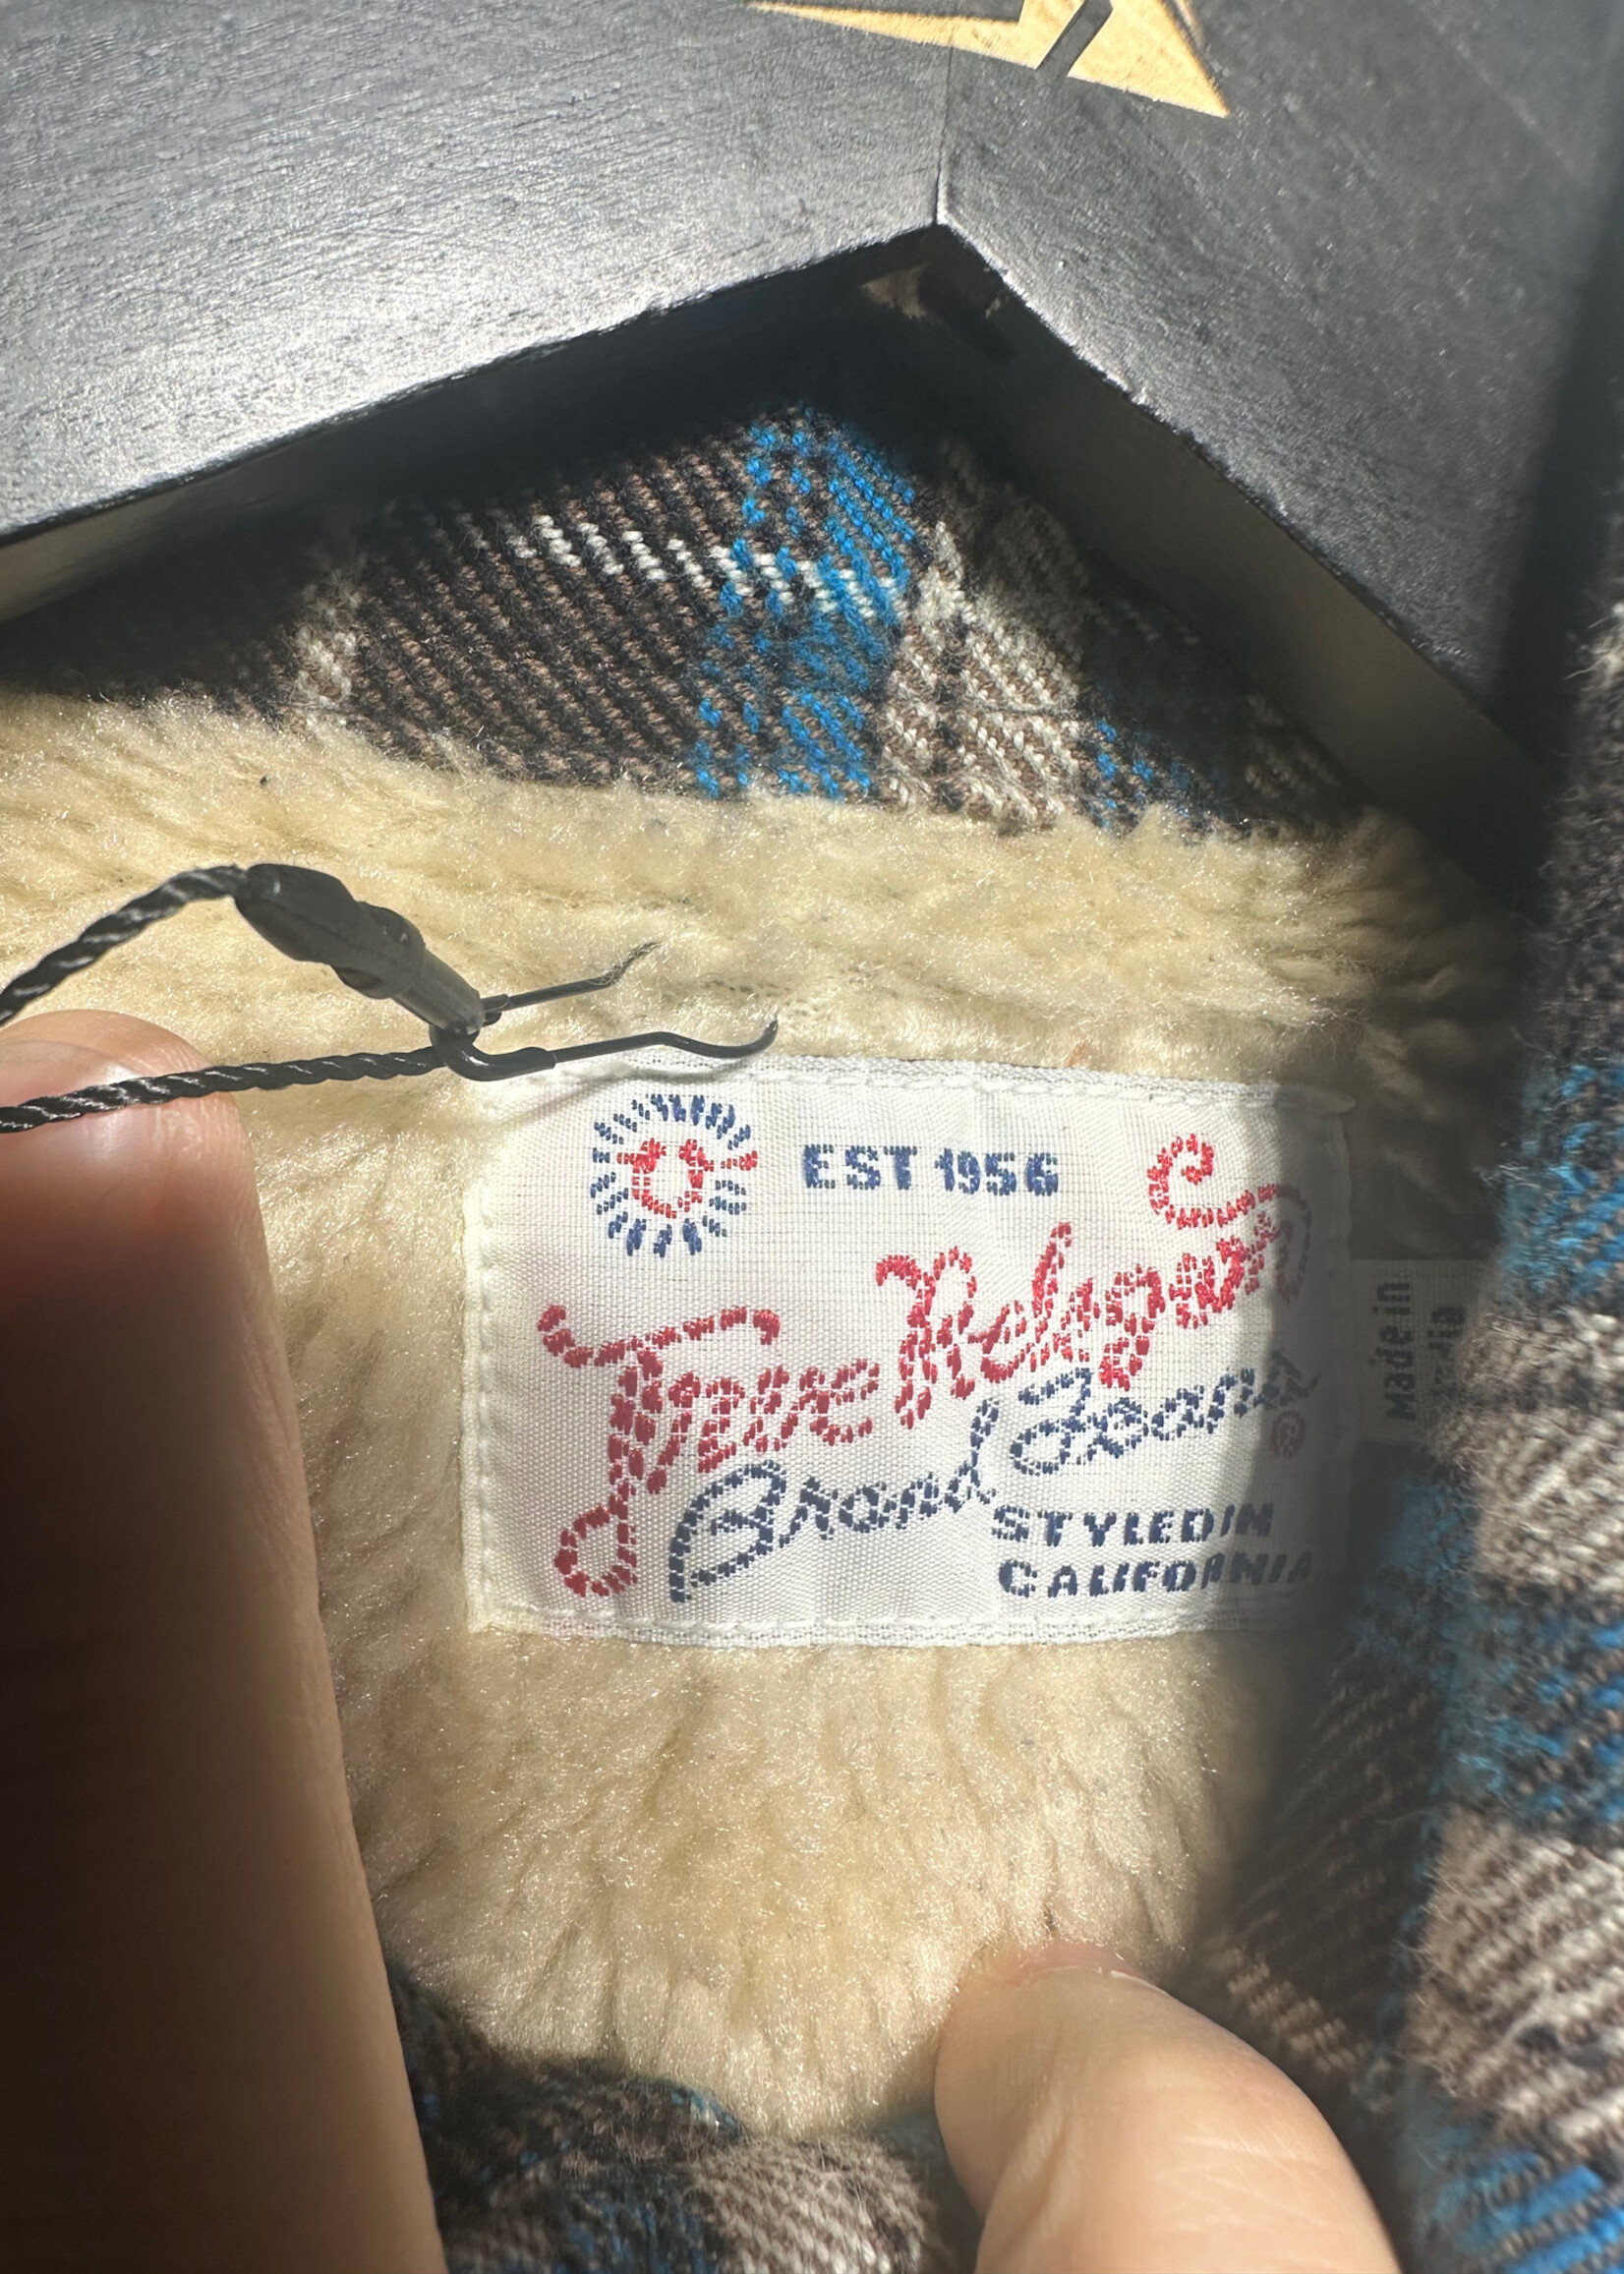 EST 1956
True Religion
Brand Jeans
®
STYLED IN
CALIFORNIA
Made in